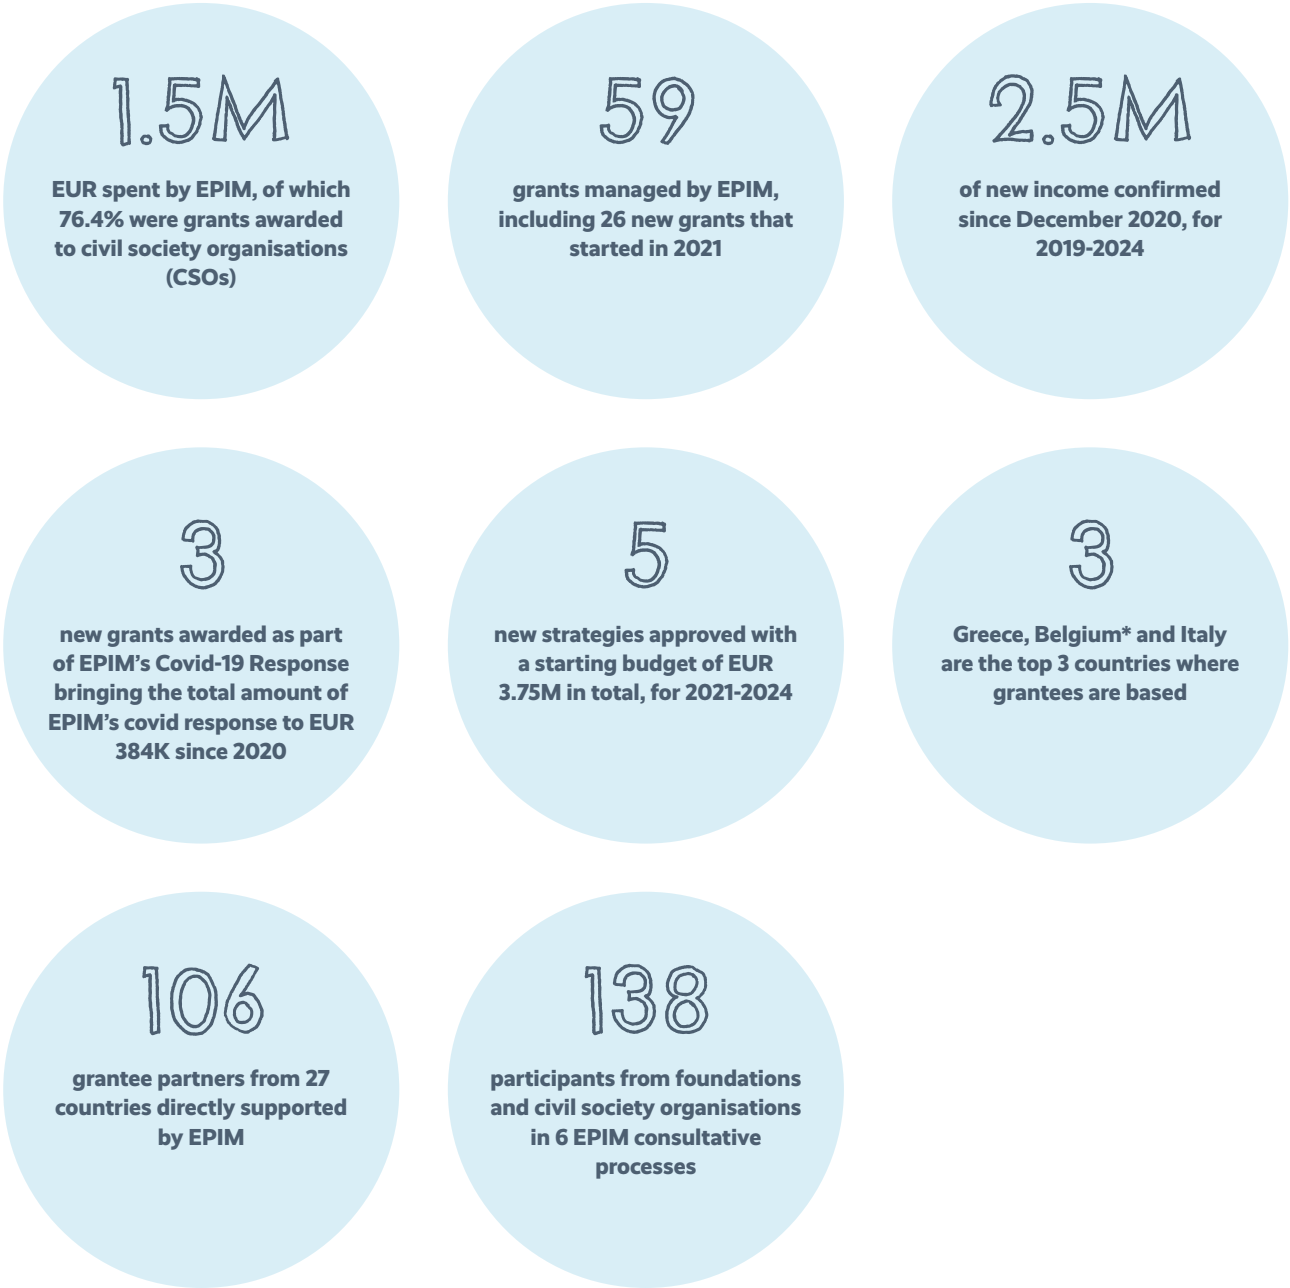 1.5M
EUR spent by EPIM, of which
76.4% were grants awarded
to civil society organisations
(CSOs)
59
grants managed by EPIM,
including 26 new grants that
started in 2021
2.5M
of new income confirmed
since December 2020, for
2019-2024
3
new grants awarded as part
of EPIM’s Covid-19 Response
bringing the total amount of
EPIM’s covid response to EUR
384K since 2020
5
new strategies approved with
a starting budget of EUR
3.75M in total, for 2021-2024
3
Greece, Belgium* and Italy
are the top 3 countries where
grantees are based
106
grantee partners from 27
countries directly supported
by EPIM
138
participants from foundations
and civil society organisations
in 6 EPIM consultative
processes